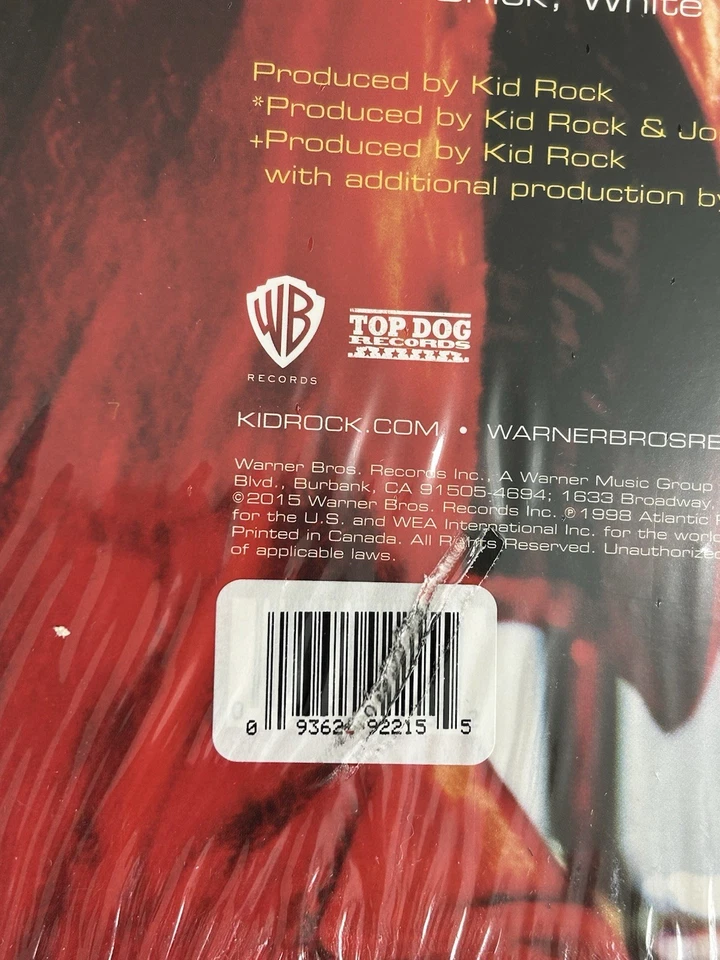 White
Produced by Kid Rock
*Produced by Kid Rock & Jo
+Produced by Kid Rock
with additional production by
WB
RECORDS
TOP DOG
RECORDS
KIDROCK.COM • WARNERBROSRE
Warner Bros. Records Inc., A Warner Music Group
Blvd., Burbank, CA 91505-4694; 1633 Broadway,
©2015 Warner Bros. Records Inc. ℗1998 Atlantic
for the U.S. and WEA International Inc. for the world
Printed in Canada. All Rights Reserved. Unauthorized
of applicable laws.
0 93624 92215 5